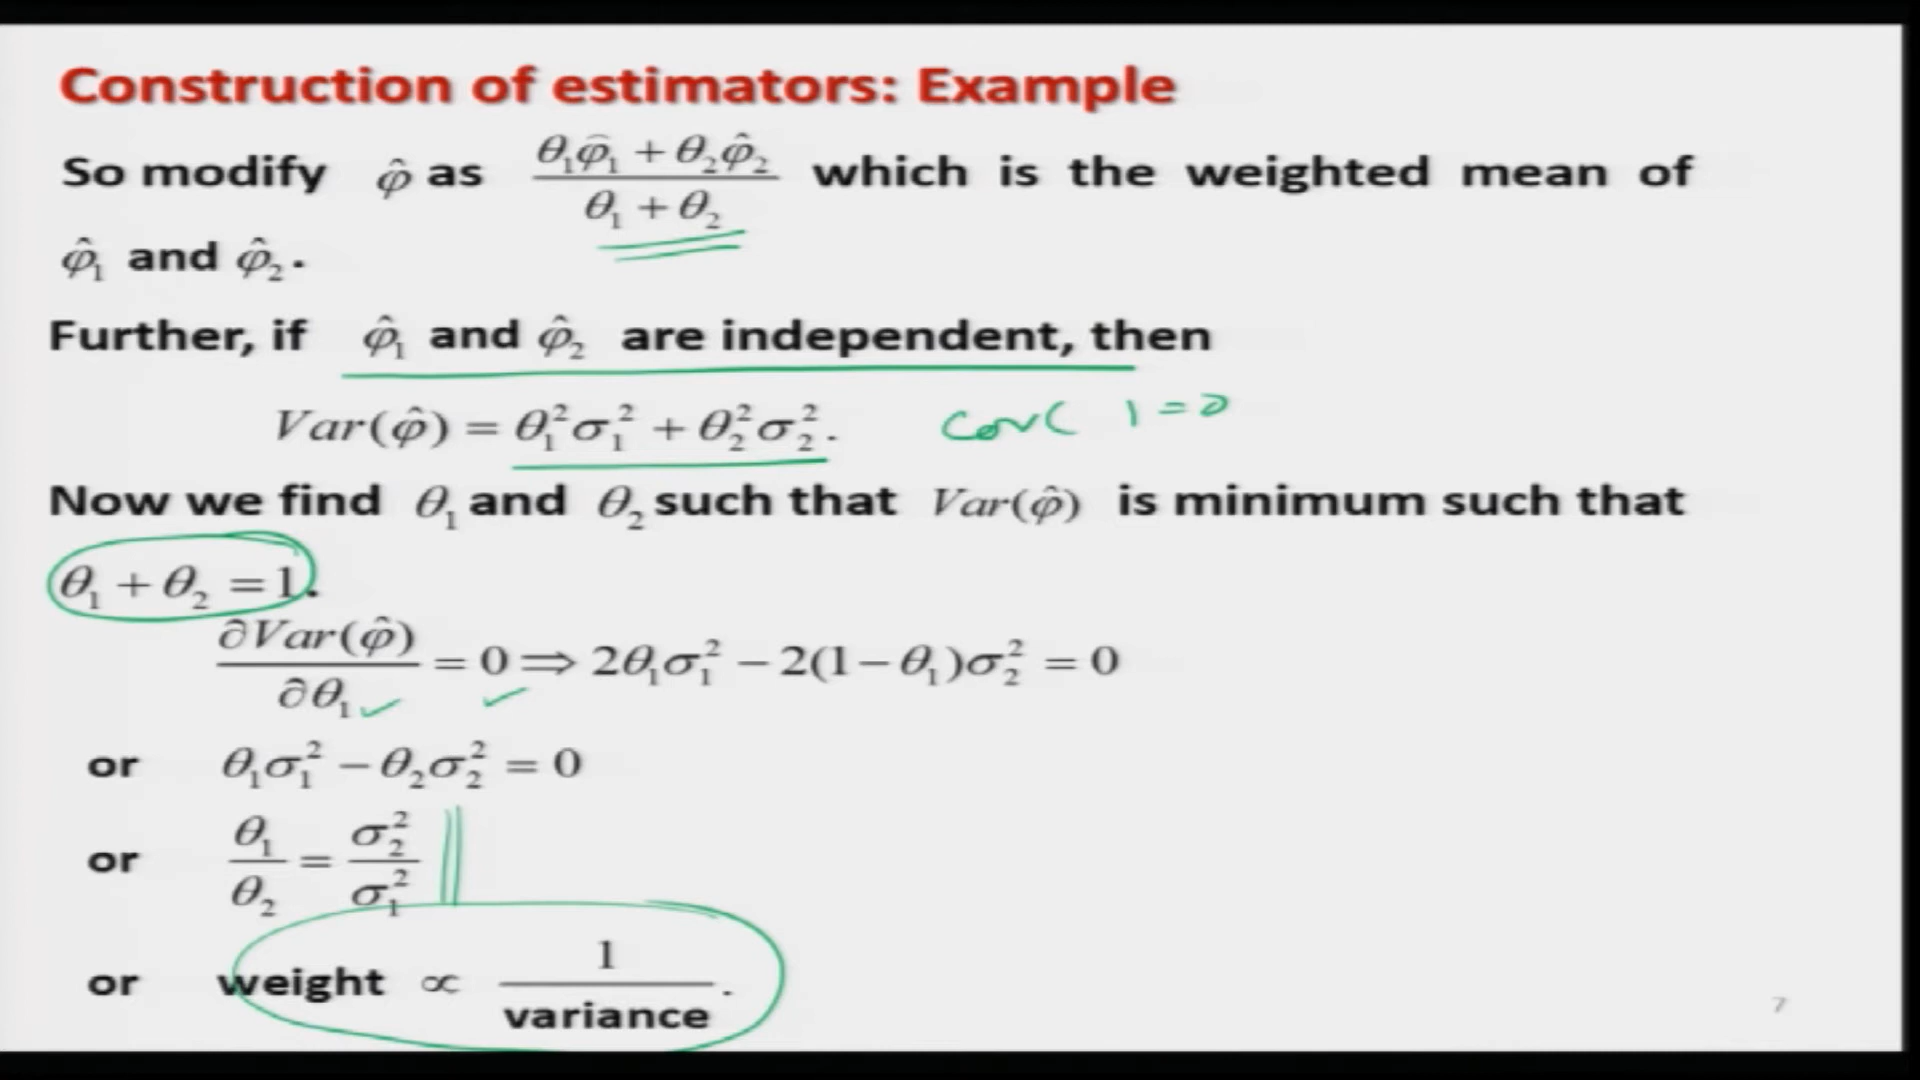 Construction of estimators: Example
So modify φ̂ as (θ₁φ̂₁ + θ₂φ̂₂) / (θ₁ + θ₂) which is the weighted mean of
φ̂₁ and φ̂₂.
Further, if φ̂₁ and φ̂₂ are independent, then
Var(φ̂) = θ₁²σ₁² + θ₂²σ₂². Cov( ) = 0
Now we find θ₁ and θ₂ such that Var(φ̂) is minimum such that
θ₁ + θ₂ = 1.
∂Var(φ̂) / ∂θ₁ = 0 ⇒ 2θ₁σ₁² − 2(1−θ₁)σ₂² = 0
or θ₁σ₁² − θ₂σ₂² = 0
or θ₁ / θ₂ = σ₂² / σ₁²
or weight ∝ 1 / variance.
7